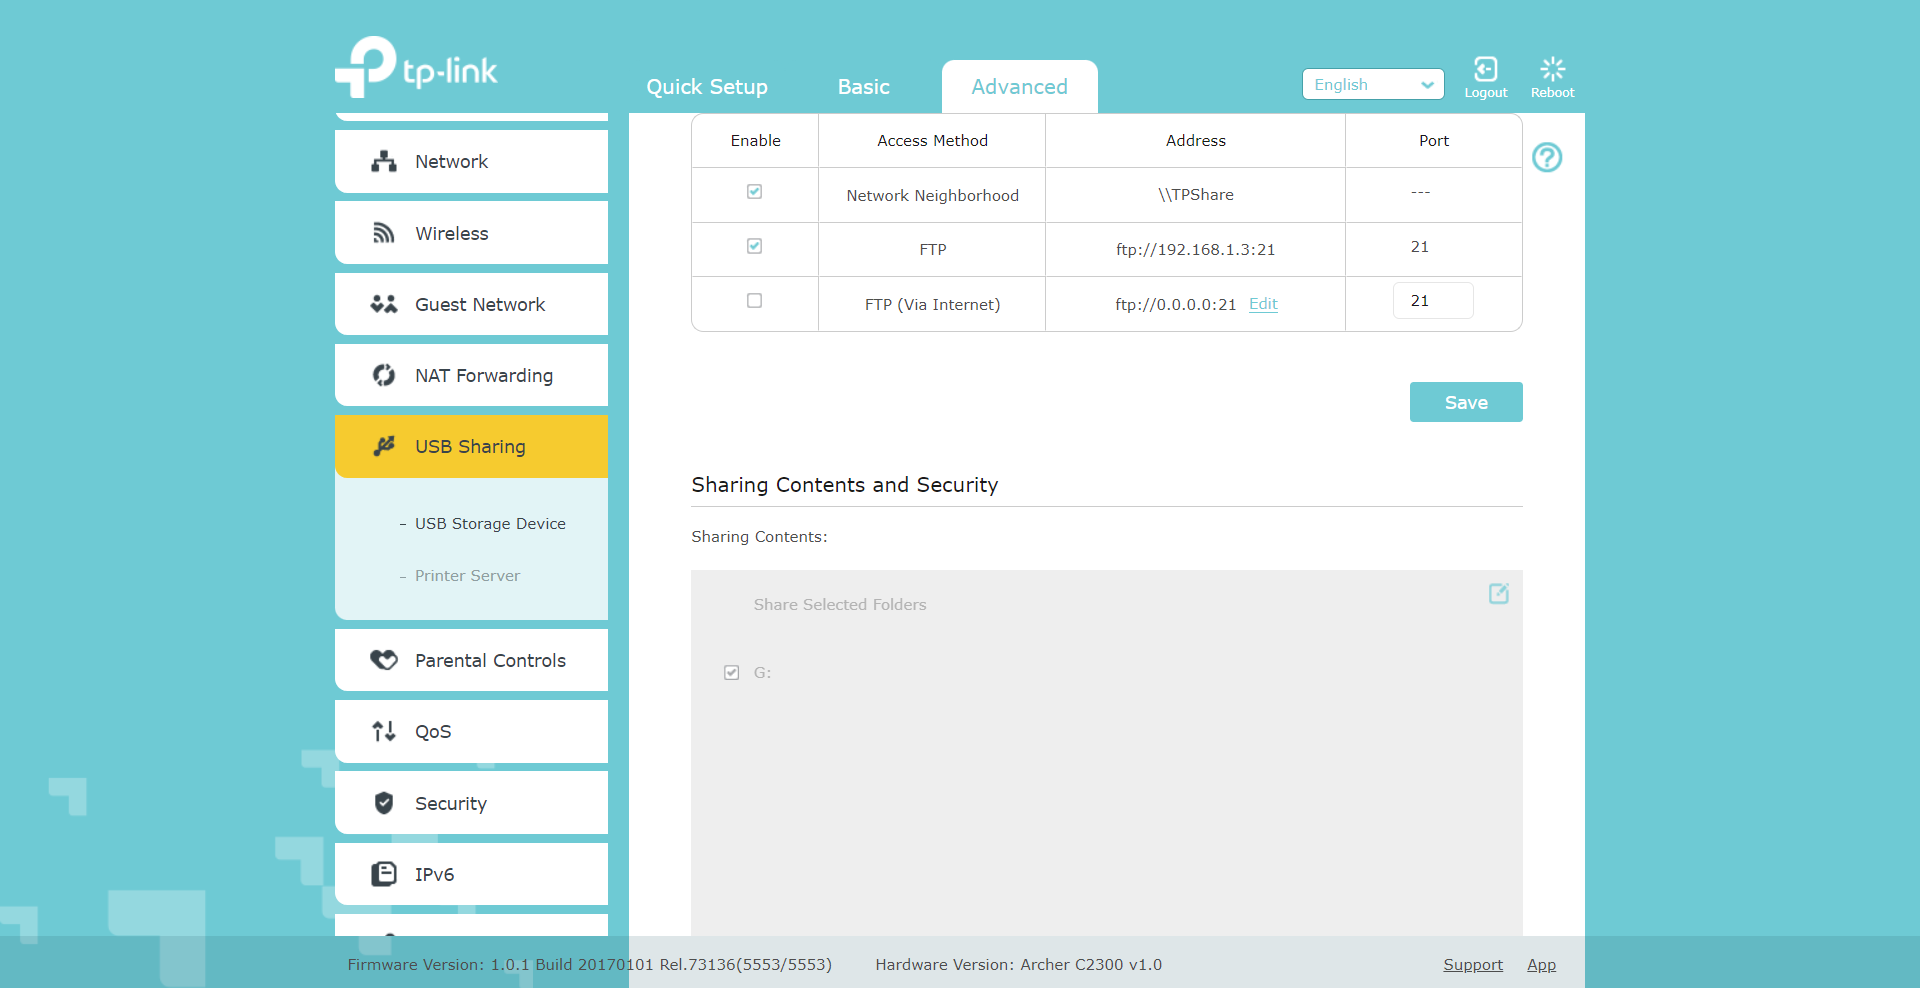 tp-link
Quick Setup
Basic
Advanced
English
Logout
Reboot
Network
Wireless
Guest Network
NAT Forwarding
USB Sharing
- USB Storage Device
- Printer Server
Parental Controls
QoS
Security
IPv6
Enable Access Method Address Port
Network Neighborhood \\TPShare ---
FTP ftp://192.168.1.3:21 21
FTP (Via Internet) ftp://0.0.0.0:21 Edit 21
Save
Sharing Contents and Security
Sharing Contents:
Share Selected Folders
G:
Firmware Version: 1.0.1 Build 20170101 Rel.73136(5553/5553) Hardware Version: Archer C2300 v1.0
Support App